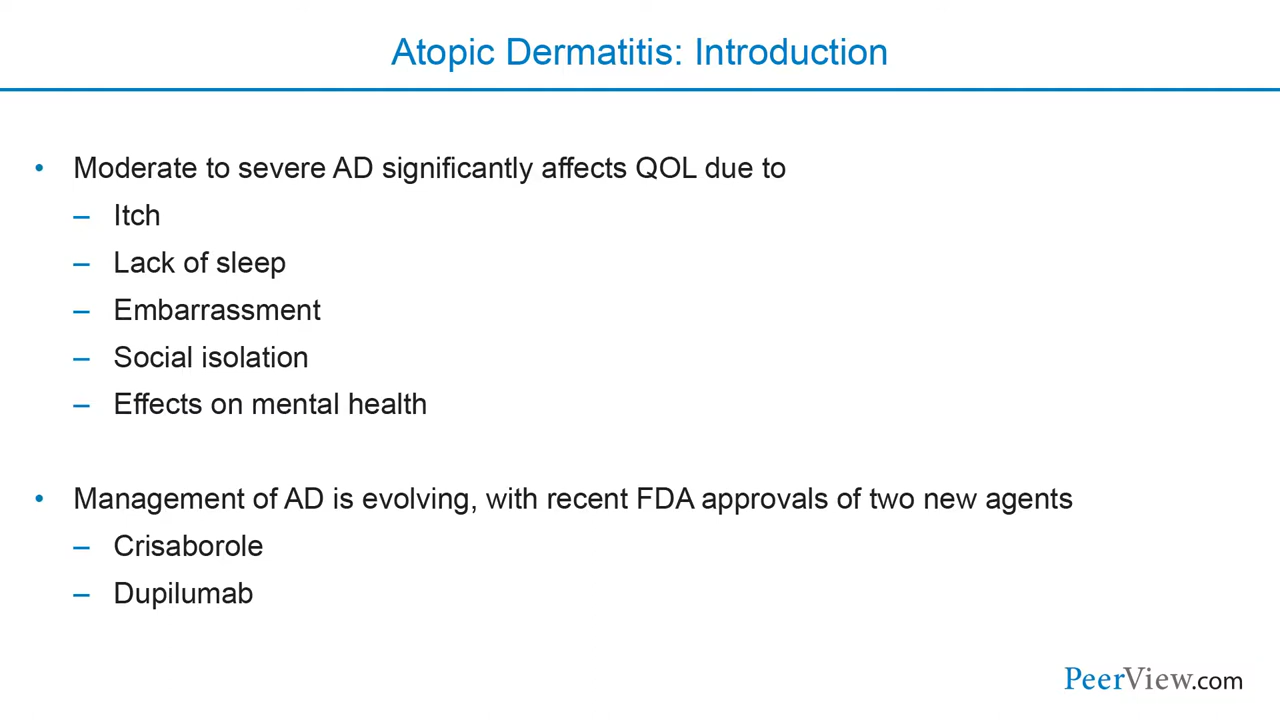 Atopic Dermatitis: Introduction
• Moderate to severe AD significantly affects QOL due to
– Itch
– Lack of sleep
– Embarrassment
– Social isolation
– Effects on mental health
• Management of AD is evolving, with recent FDA approvals of two new agents
– Crisaborole
– Dupilumab
PeerView.com